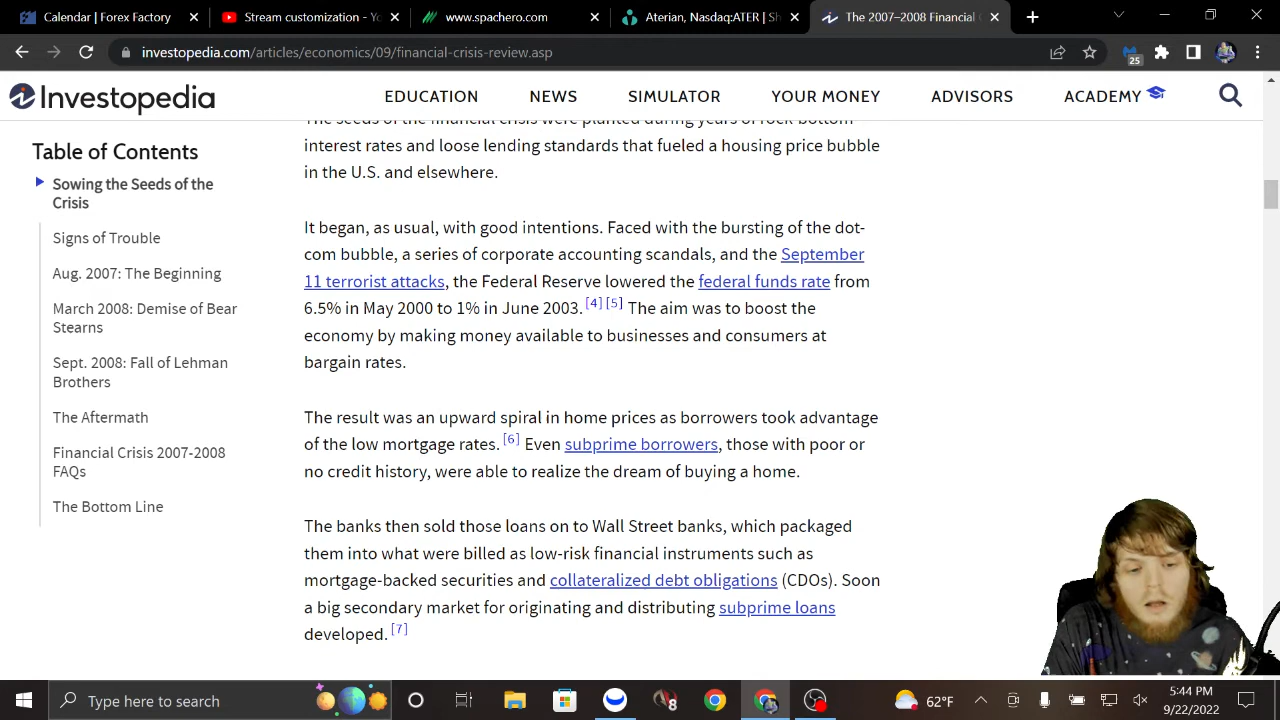 Calendar | Forex Factory
Stream customization - Yo
www.spachero.com
Aterian, Nasdaq:ATER | Sh
The 2007–2008 Financial C
investopedia.com/articles/economics/09/financial-crisis-review.asp
25
Investopedia
EDUCATION
NEWS
SIMULATOR
YOUR MONEY
ADVISORS
ACADEMY
Table of Contents
Sowing the Seeds of the
Crisis
Signs of Trouble
Aug. 2007: The Beginning
March 2008: Demise of Bear
Stearns
Sept. 2008: Fall of Lehman
Brothers
The Aftermath
Financial Crisis 2007-2008
FAQs
The Bottom Line
The seeds of the financial crisis were planted during years of rock-bottom
interest rates and loose lending standards that fueled a housing price bubble
in the U.S. and elsewhere.
It began, as usual, with good intentions. Faced with the bursting of the dot-
com bubble, a series of corporate accounting scandals, and the September
11 terrorist attacks, the Federal Reserve lowered the federal funds rate from
6.5% in May 2000 to 1% in June 2003. [4] [5] The aim was to boost the
economy by making money available to businesses and consumers at
bargain rates.
The result was an upward spiral in home prices as borrowers took advantage
of the low mortgage rates. [6] Even subprime borrowers, those with poor or
no credit history, were able to realize the dream of buying a home.
The banks then sold those loans on to Wall Street banks, which packaged
them into what were billed as low-risk financial instruments such as
mortgage-backed securities and collateralized debt obligations (CDOs). Soon
a big secondary market for originating and distributing subprime loans
developed. [7]
Type here to search
8
62°F
5:44 PM
9/22/2022